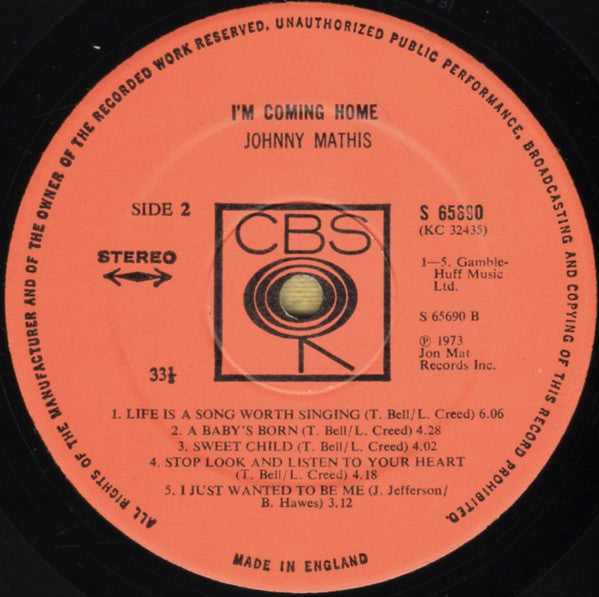 ALL RIGHTS OF THE MANUFACTURER AND OF THE OWNER OF THE RECORDED WORK RESERVED. UNAUTHORIZED PUBLIC PERFORMANCE, BROADCASTING AND COPYING OF THIS RECORD PROHIBITED.
I'M COMING HOME
JOHNNY MATHIS
SIDE 2
STEREO
33⅓
CBS
S 65690
(KC 32435)
1—5. Gamble-
Huff Music
Ltd.
S 65690 B
℗ 1973
Jon Mat
Records Inc.
1. LIFE IS A SONG WORTH SINGING (T. Bell/L. Creed) 6.06
2. A BABY'S BORN (T. Bell/L. Creed) 4.28
3. SWEET CHILD (T. Bell/L. Creed) 4.02
4. STOP LOOK AND LISTEN TO YOUR HEART
(T. Bell/L. Creed) 4.18
5. I JUST WANTED TO BE ME (J. Jefferson/
B. Hawes) 3.12
MADE IN ENGLAND